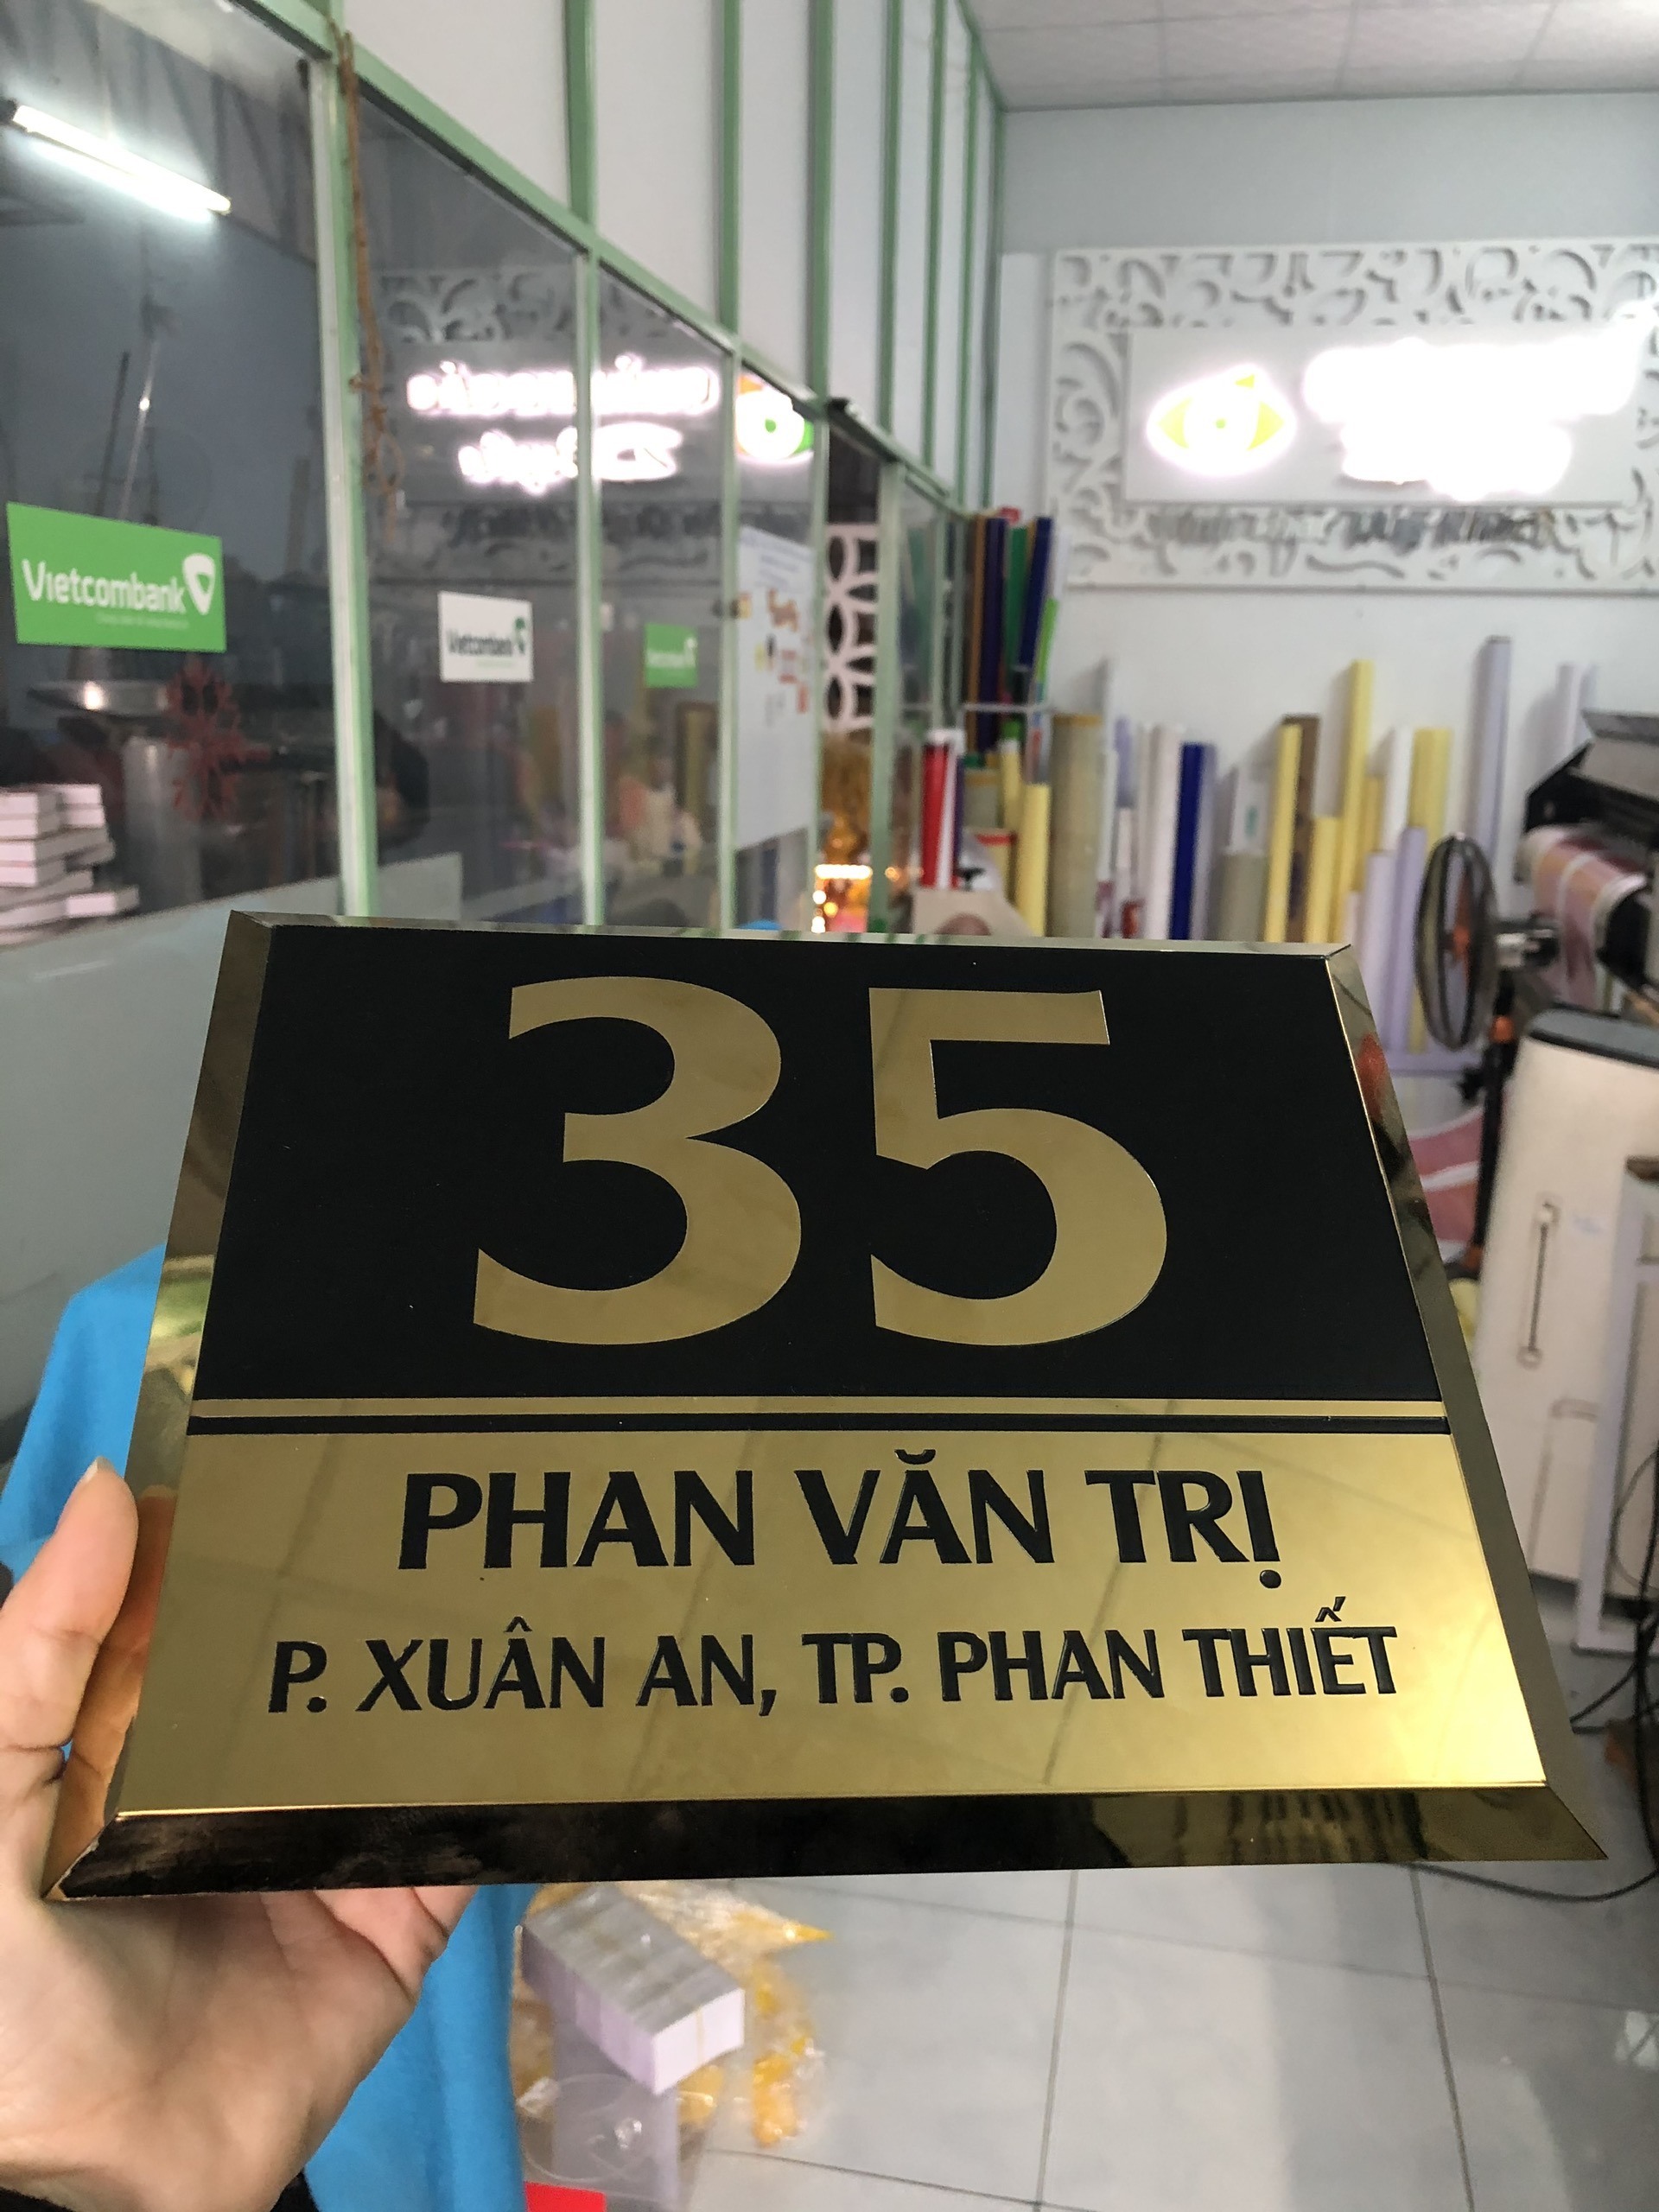 Vietcombank
Vietcombank
Vietcombank
35
PHAN VĂN TRỊ
P. XUÂN AN, TP. PHAN THIẾT